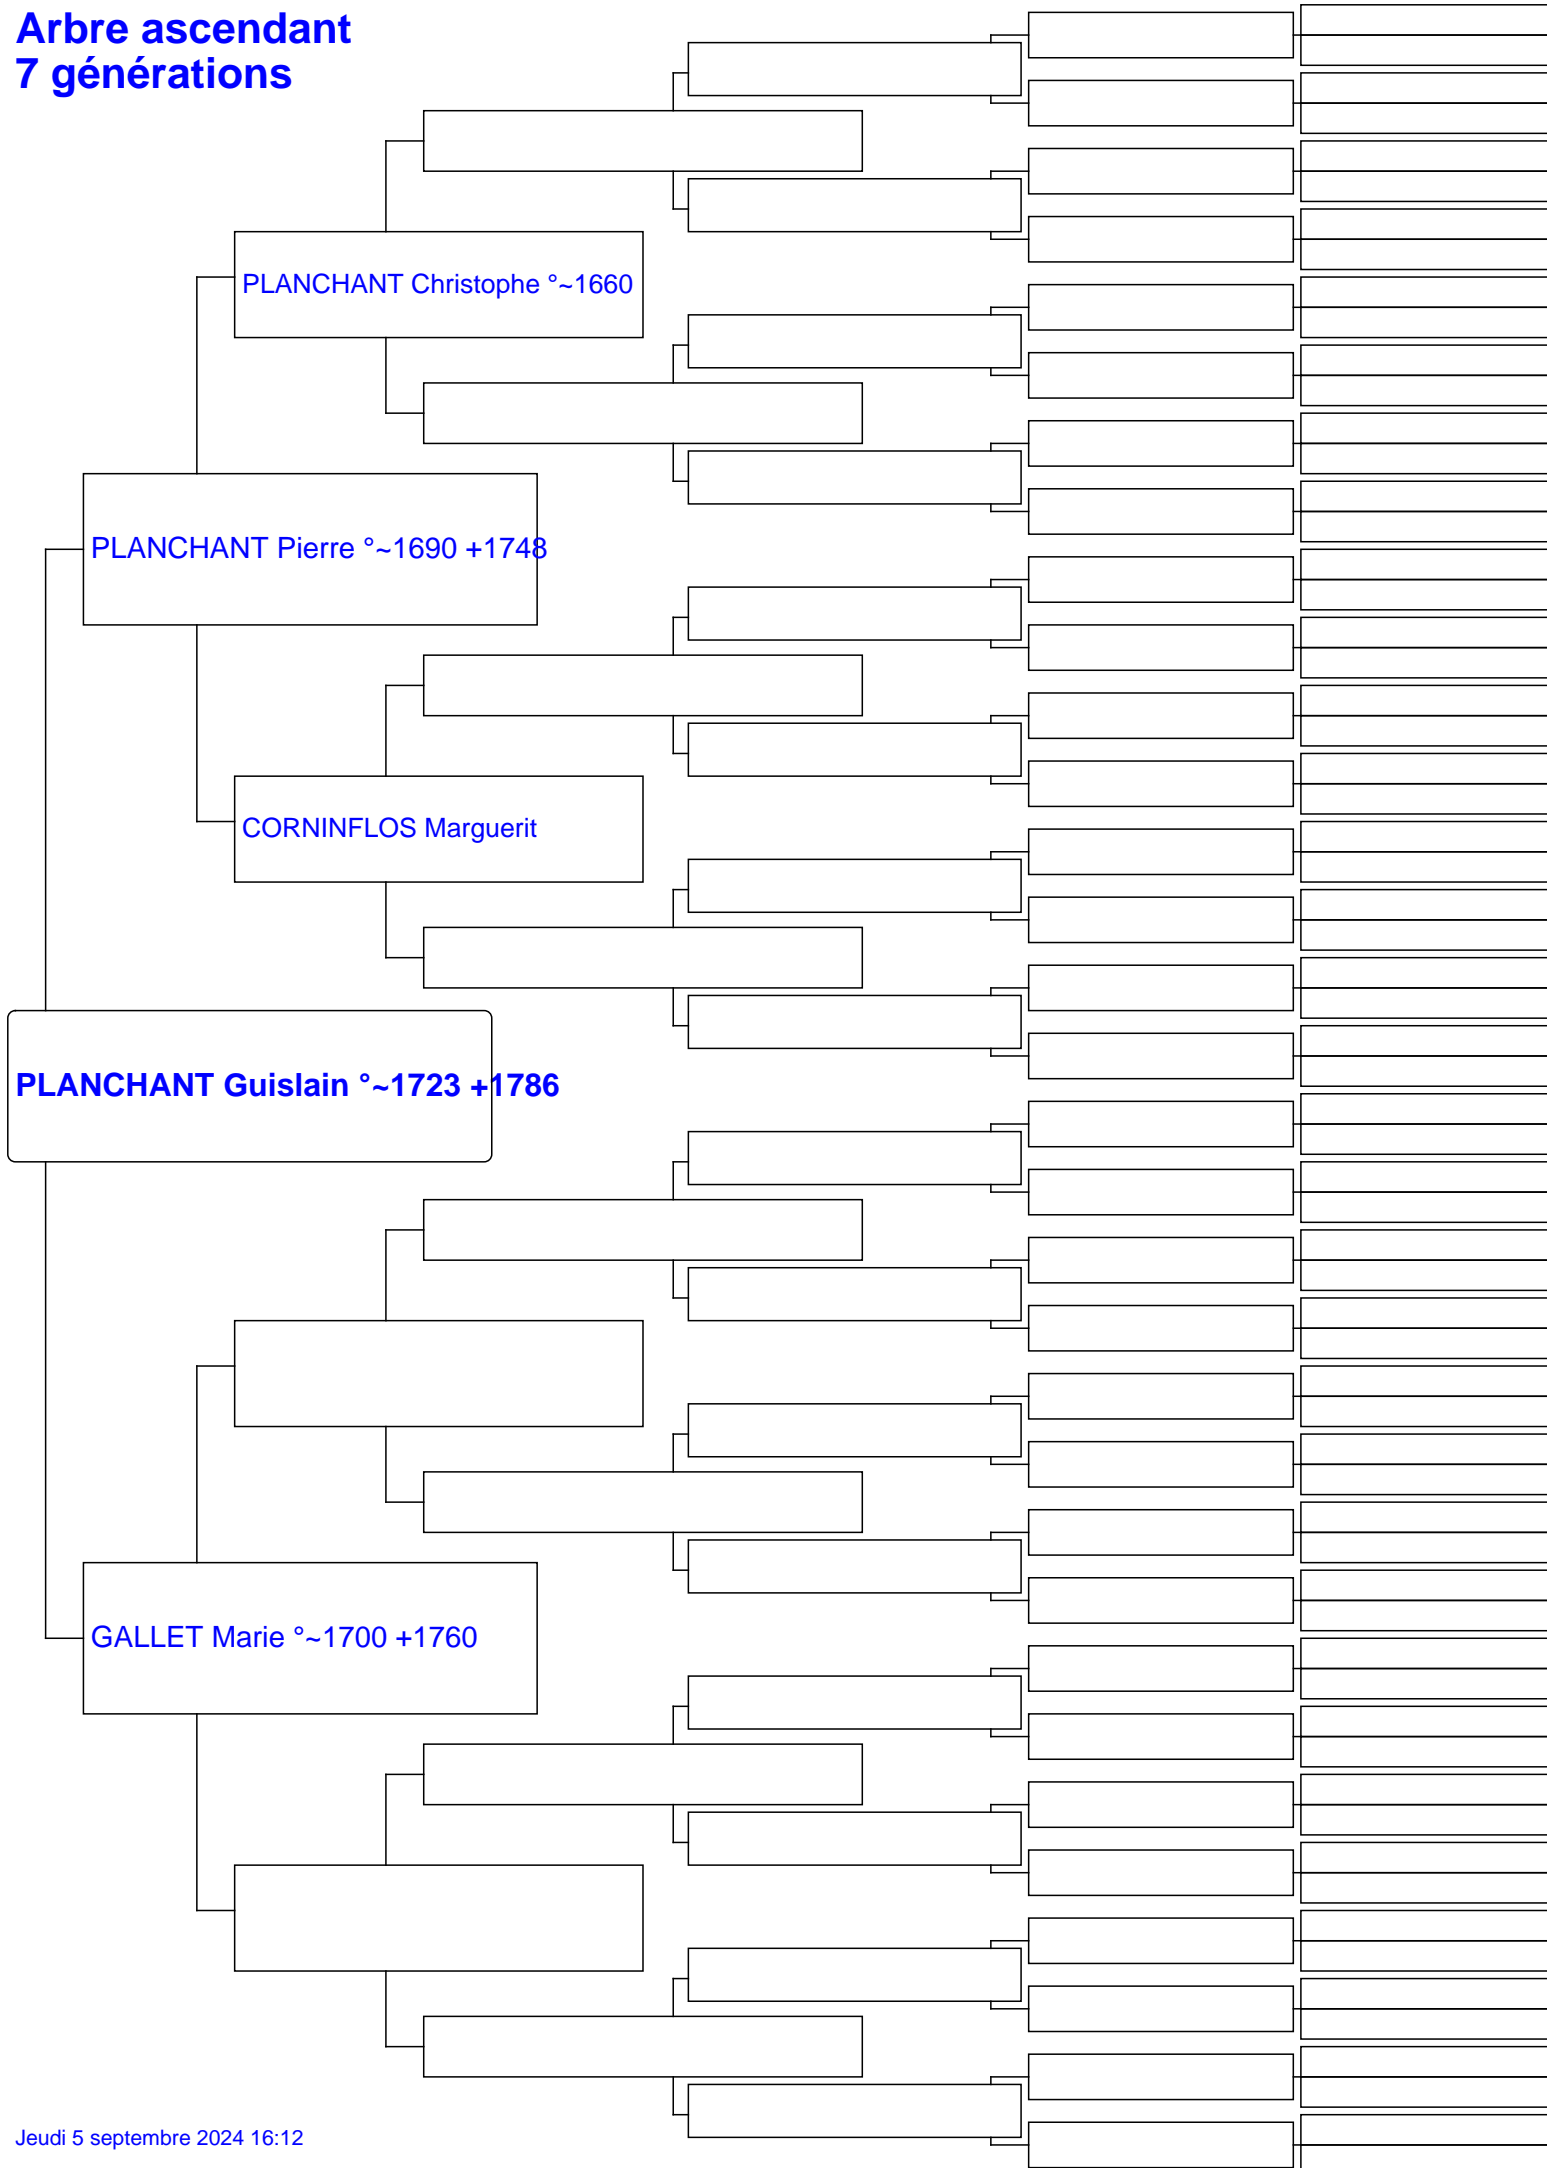 Arbre ascendant
7 générations
PLANCHANT Christophe °~1660
PLANCHANT Pierre °~1690 +1748
CORNINFLOS Marguerit
PLANCHANT Guislain °~1723 +1786
GALLET Marie °~1700 +1760
Jeudi 5 septembre 2024 16:12